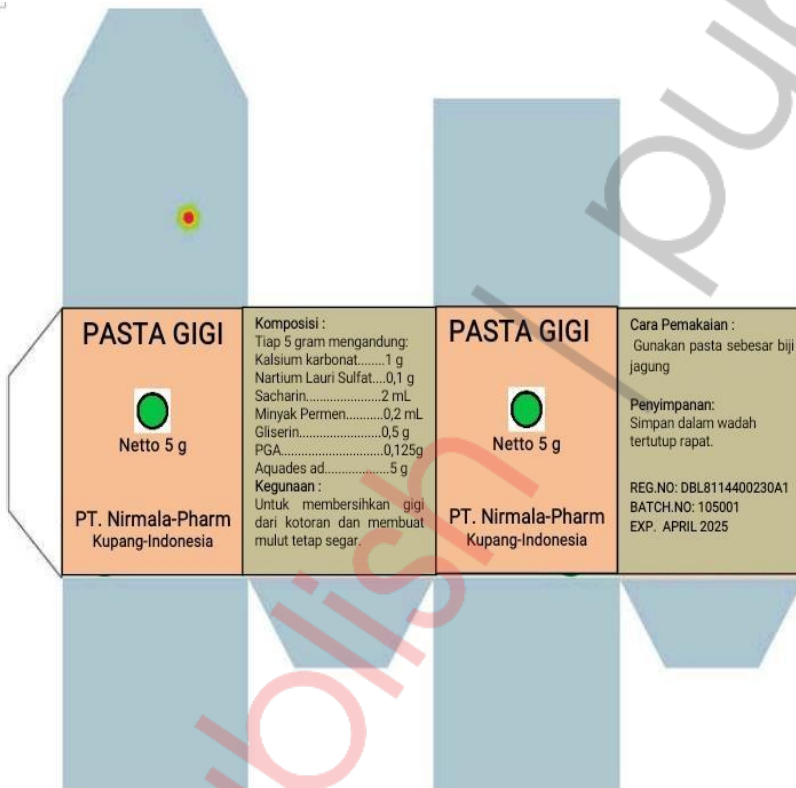 PASTA GIGI
Netto 5 g
PT. Nirmala-Pharm
Kupang-Indonesia
Komposisi :
Tiap 5 gram mengandung:
Kalsium karbonat........1 g
Nartium Lauri Sulfat....0,1 g
Sacharin..................2 mL
Minyak Permen..........0,2 mL
Gliserin....................0,5 g
PGA...........................0,125g
Aquades ad.................5 g
Kegunaan :
Untuk membersihkan gigi
dari kotoran dan membuat
mulut tetap segar.
PASTA GIGI
Netto 5 g
PT. Nirmala-Pharm
Kupang-Indonesia
Cara Pemakaian :
Gunakan pasta sebesar biji
jagung
Penyimpanan:
Simpan dalam wadah
tertutup rapat.
REG.NO: DBL8114400230A1
BATCH.NO: 105001
EXP. APRIL 2025